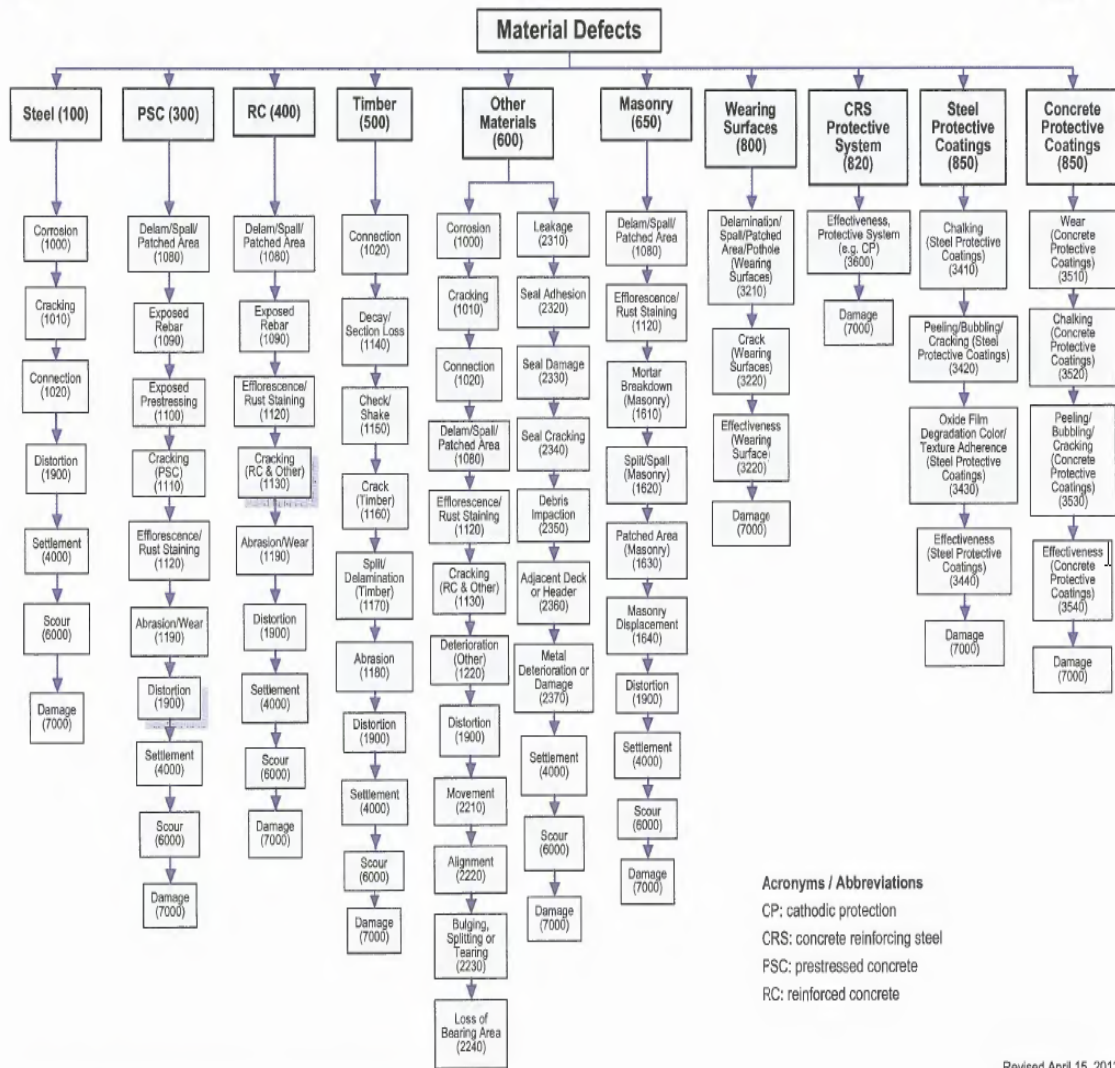 Material Defects
Steel (100)
PSC (300)
RC (400)
Timber
(500)
Other
Materials
(600)
Masonry
(650)
Wearing
Surfaces
(800)
CRS
Protective
System
(820)
Steel
Protective
Coatings
(850)
Concrete
Protective
Coatings
(850)
Corrosion
(1000)
Cracking
(1010)
Connection
(1020)
Distortion
(1900)
Settlement
(4000)
Scour
(6000)
Damage
(7000)
Delam/Spall/
Patched Area
(1080)
Exposed
Rebar
(1090)
Exposed
Prestressing
(1100)
Cracking
(PSC)
(1110)
Efflorescence/
Rust Staining
(1120)
Abrasion/Wear
(1190)
Distortion
(1900)
Settlement
(4000)
Scour
(6000)
Damage
(7000)
Delam/Spall/
Patched Area
(1080)
Exposed
Rebar
(1090)
Efflorescence/
Rust Staining
(1120)
Cracking
(RC & Other)
(1130)
Abrasion/Wear
(1190)
Distortion
(1900)
Settlement
(4000)
Scour
(6000)
Damage
(7000)
Connection
(1020)
Decay/
Section Loss
(1140)
Check/
Shake
(1150)
Crack
(Timber)
(1160)
Split/
Delamination
(Timber)
(1170)
Abrasion
(1180)
Distortion
(1900)
Settlement
(4000)
Scour
(6000)
Damage
(7000)
Corrosion
(1000)
Cracking
(1010)
Connection
(1020)
Delam/Spall/
Patched Area
(1080)
Efflorescence/
Rust Staining
(1120)
Cracking
(RC & Other)
(1130)
Deterioration
(Other)
(1220)
Distortion
(1900)
Movement
(2210)
Alignment
(2220)
Bulging,
Splitting or
Tearing
(2230)
Loss of
Bearing Area
(2240)
Leakage
(2310)
Seal Adhesion
(2320)
Seal Damage
(2330)
Seal Cracking
(2340)
Debris
Impaction
(2350)
Adjacent Deck
or Header
(2360)
Metal
Deterioration or
Damage
(2370)
Settlement
(4000)
Scour
(6000)
Damage
(7000)
Delam/Spall/
Patched Area
(1080)
Efflorescence/
Rust Staining
(1120)
Mortar
Breakdown
(Masonry)
(1610)
Split/Spall
(Masonry)
(1620)
Patched Area
(Masonry)
(1630)
Masonry
Displacement
(1640)
Distortion
(1900)
Settlement
(4000)
Scour
(6000)
Damage
(7000)
Delamination/
Spall/Patched
Area/Pothole
(Wearing
Surfaces)
(3210)
Crack
(Wearing
Surfaces)
(3220)
Effectiveness
(Wearing
Surface)
(3220)
Damage
(7000)
Effectiveness,
Protective System
(e.g. CP)
(3600)
Damage
(7000)
Chalking
(Steel Protective
Coatings)
(3410)
Peeling/Bubbling/
Cracking (Steel
Protective Coatings)
(3420)
Oxide Film
Degradation Color/
Texture Adherence
(Steel Protective
Coatings)
(3430)
Effectiveness
(Steel Protective
Coatings)
(3440)
Damage
(7000)
Wear
(Concrete
Protective
Coatings)
(3510)
Chalking
(Concrete
Protective
Coatings)
(3520)
Peeling/
Bubbling/
Cracking
(Concrete
Protective
Coatings)
(3530)
Effectiveness
(Concrete
Protective
Coatings)
(3540)
Damage
(7000)
Acronyms / Abbreviations
CP: cathodic protection
CRS: concrete reinforcing steel
PSC: prestressed concrete
RC: reinforced concrete
Revised April 15,